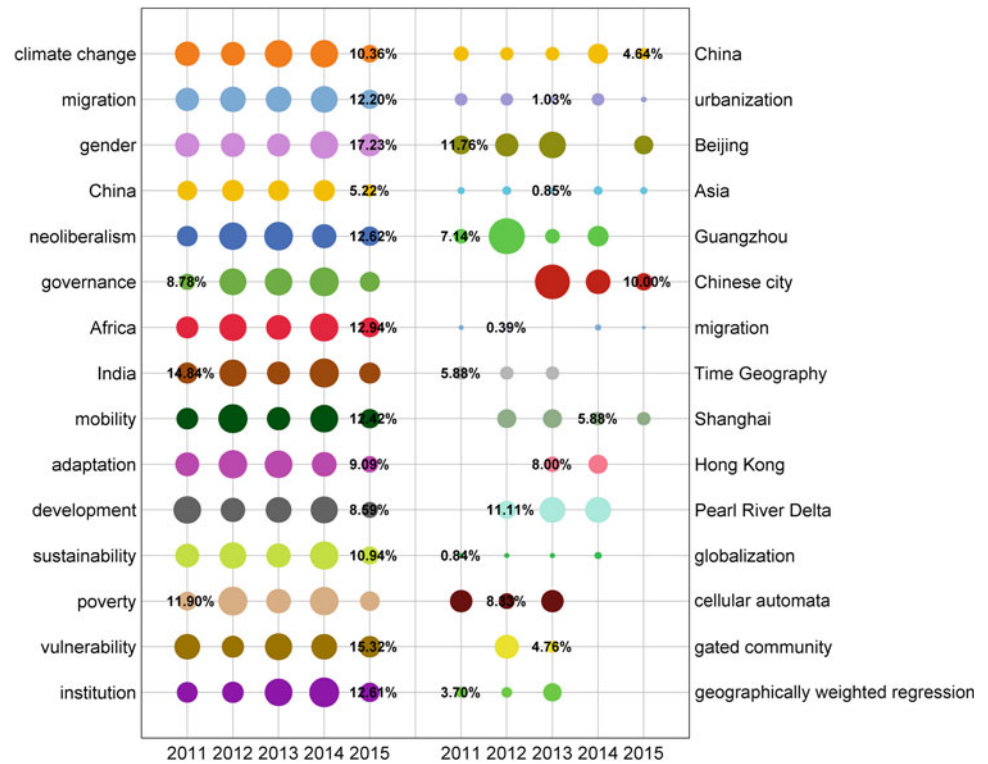 climate change 10.36% 4.64% China
migration 12.20% 1.03% urbanization
gender 17.23% 11.76% Beijing
China 5.22% 0.85% Asia
neoliberalism 12.62% 7.14% Guangzhou
governance 8.78% 10.00% Chinese city
Africa 12.94% 0.39% migration
India 14.84% 5.88% Time Geography
mobility 12.42% 5.88% Shanghai
adaptation 9.09% 8.00% Hong Kong
development 8.59% 11.11% Pearl River Delta
sustainability 10.94% 0.84% globalization
poverty 11.90% 8.33% cellular automata
vulnerability 15.32% 4.76% gated community
institution 12.61% 3.70% geographically weighted regression
2011 2012 2013 2014 2015 2011 2012 2013 2014 2015